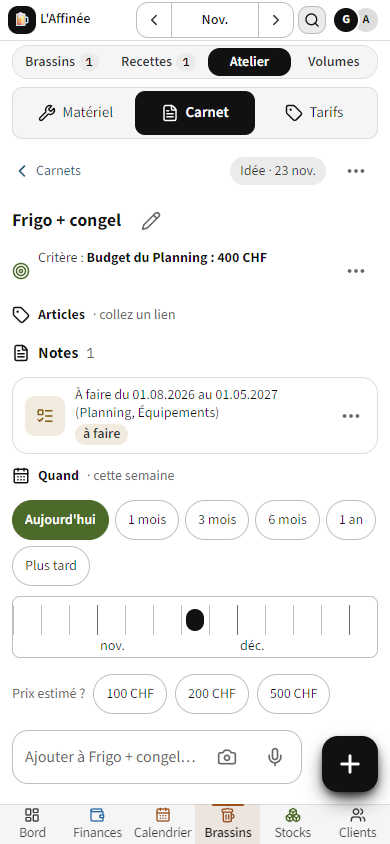 L'Affinée
Nov.
G
A
Brassins 1
Recettes 1
Atelier
Volumes
Matériel
Carnet
Tarifs
Carnets
Idée · 23 nov.
Frigo + congel
Critère : Budget du Planning : 400 CHF
Articles · collez un lien
Notes 1
À faire du 01.08.2026 au 01.05.2027
(Planning, Équipements)
à faire
Quand · cette semaine
Aujourd'hui
1 mois
3 mois
6 mois
1 an
Plus tard
nov.
déc.
Prix estimé ?
100 CHF
200 CHF
500 CHF
Ajouter à Frigo + congel…
Bord
Finances
Calendrier
Brassins
Stocks
Clients